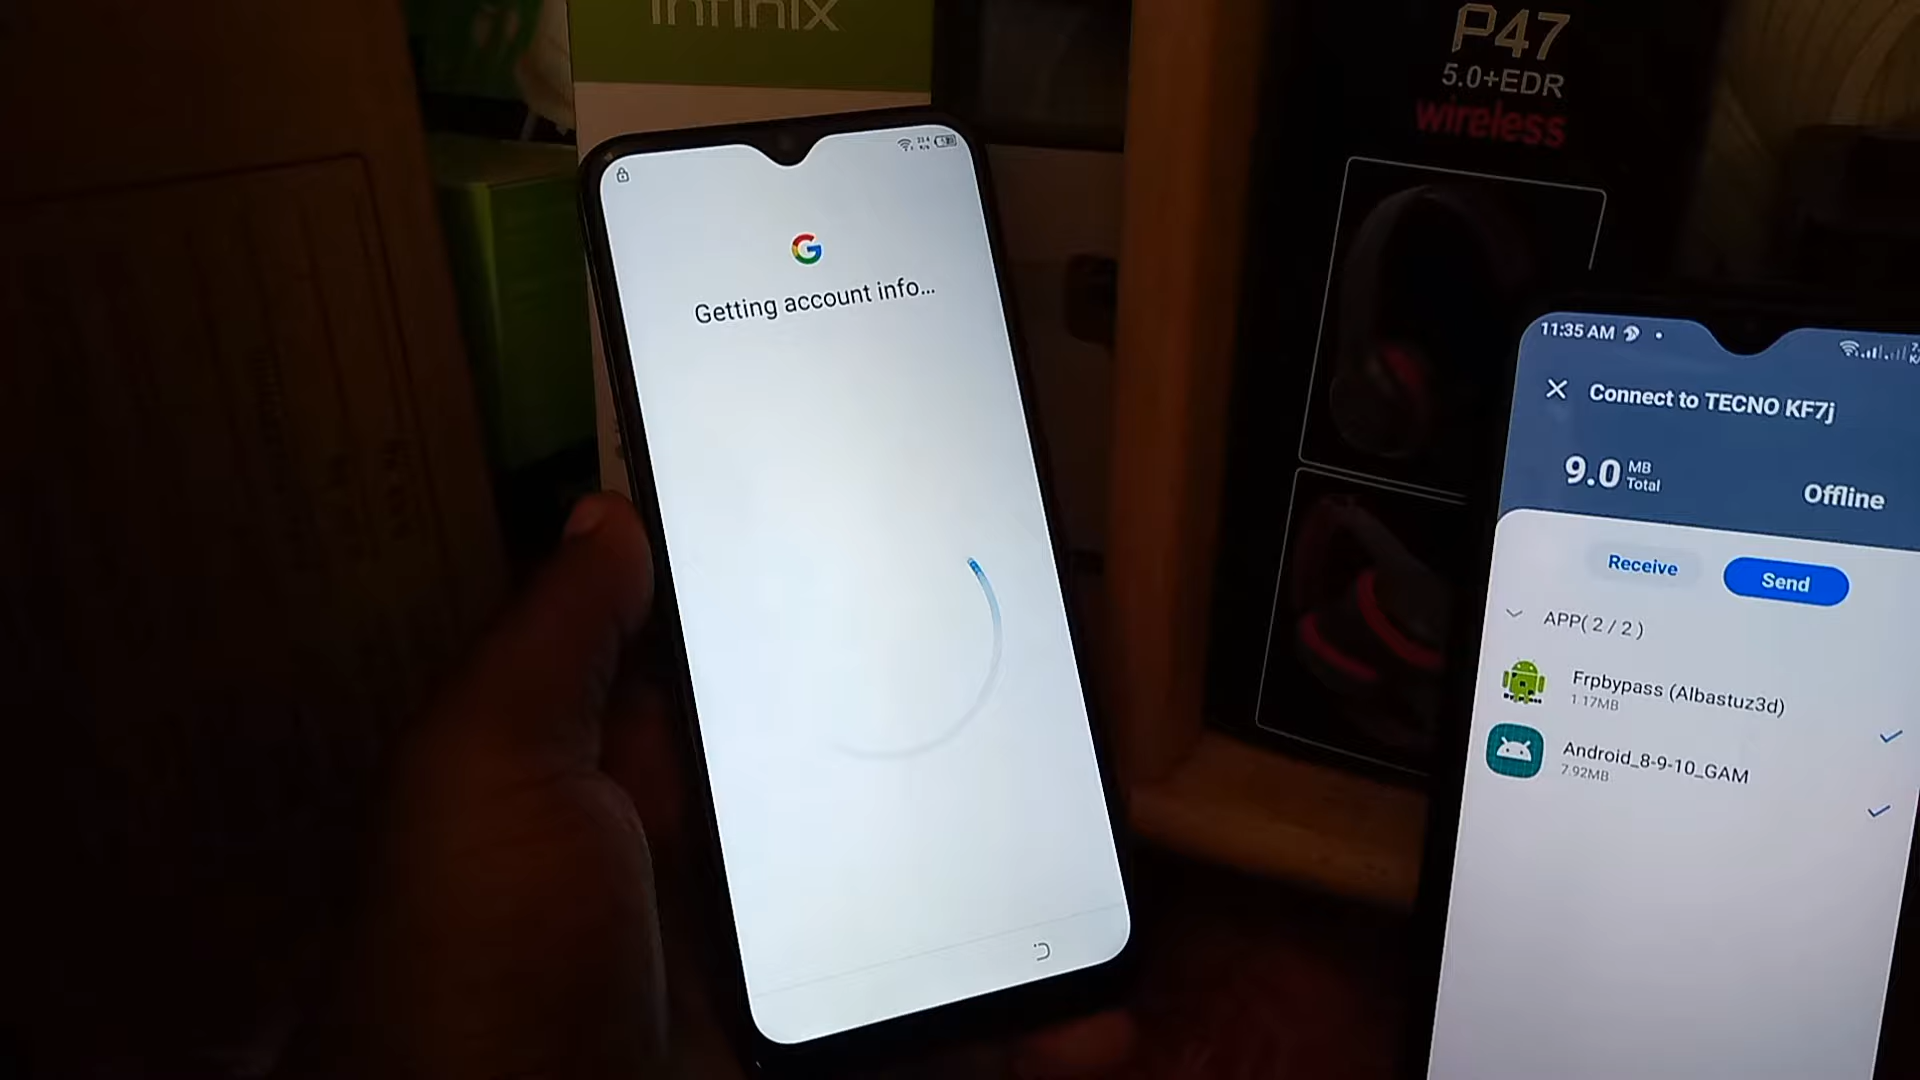 infinix
P47
5.0+EDR
wireless
Getting account info...
11:35 AM
Connect to TECNO KF7j
9.0 MB
Total
Offline
Receive
Send
APP( 2 / 2 )
Frpbypass (Albastuz3d)
1.17MB
Android_8-9-10_GAM
7.92MB